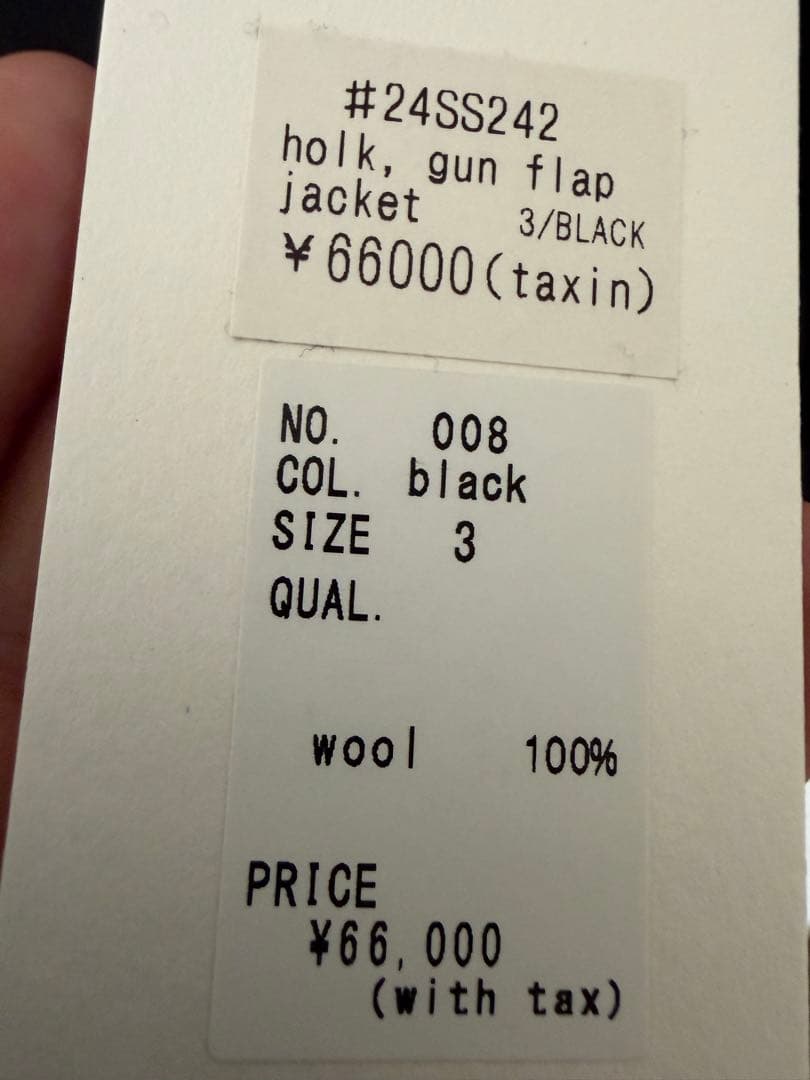 #24SS242
holk, gun flap
jacket 3/BLACK
¥66000(taxin)
NO. 008
COL. black
SIZE 3
QUAL.
wool 100%
PRICE
¥66,000
(with tax)